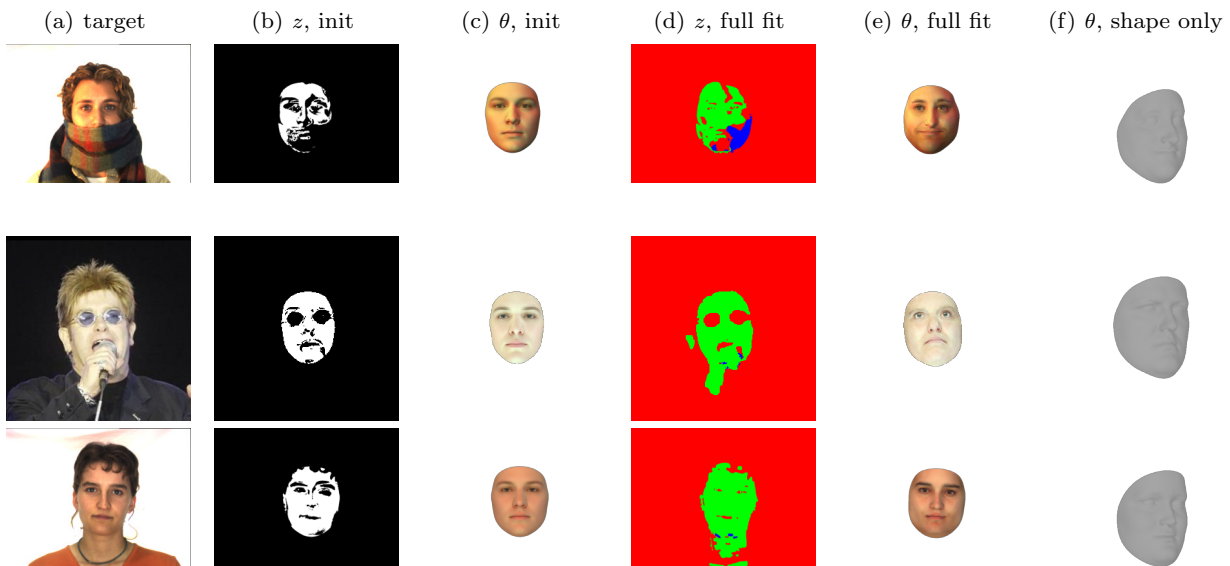 (a) target (b) z, init (c) θ, init (d) z, full fit (e) θ, full fit (f) θ, shape only